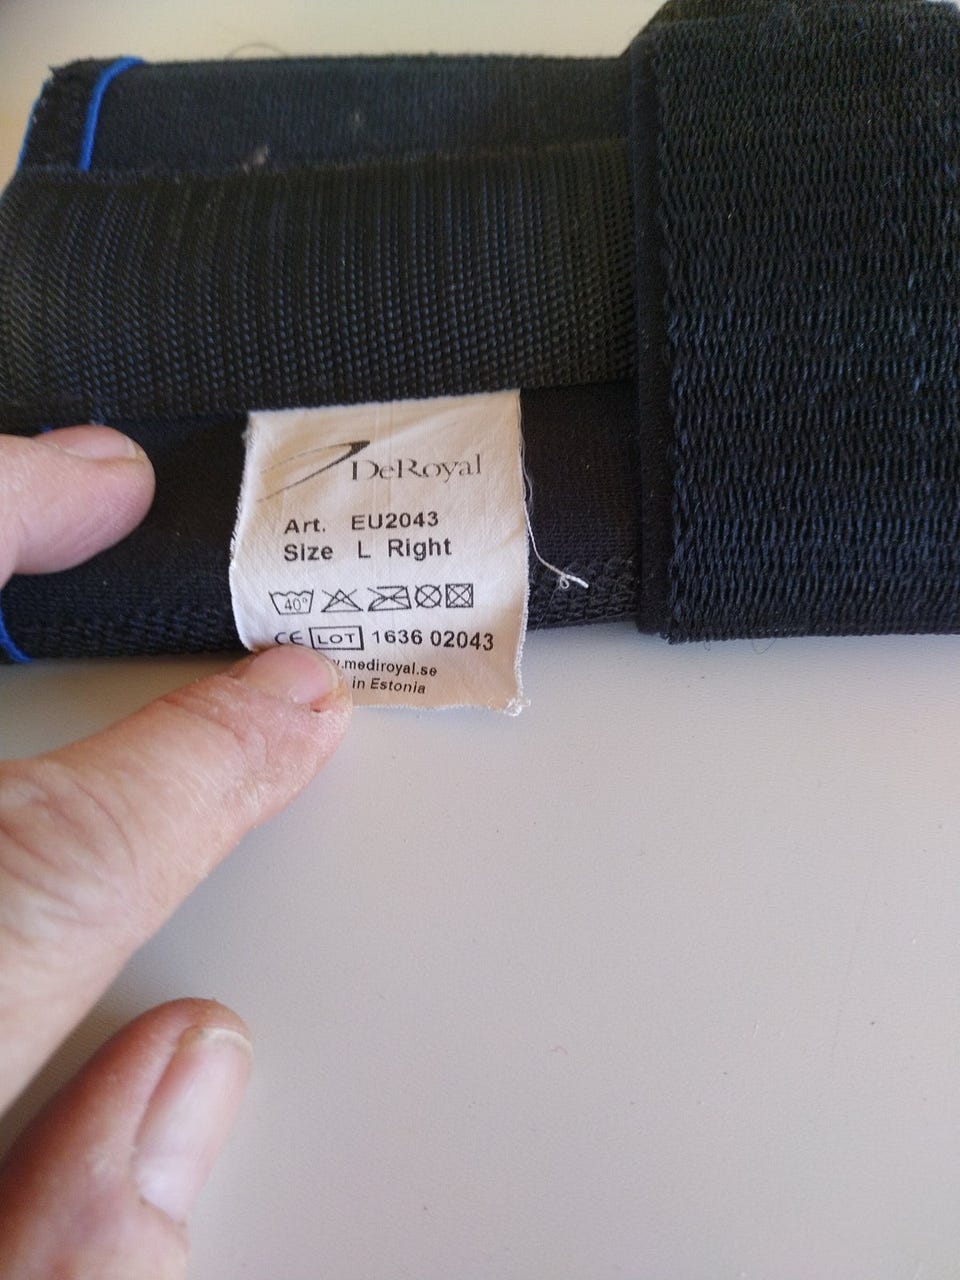 DeRoyal
Art. EU2043
Size L Right
40°
CE LOT 1636 02043
.mediroyal.se
in Estonia